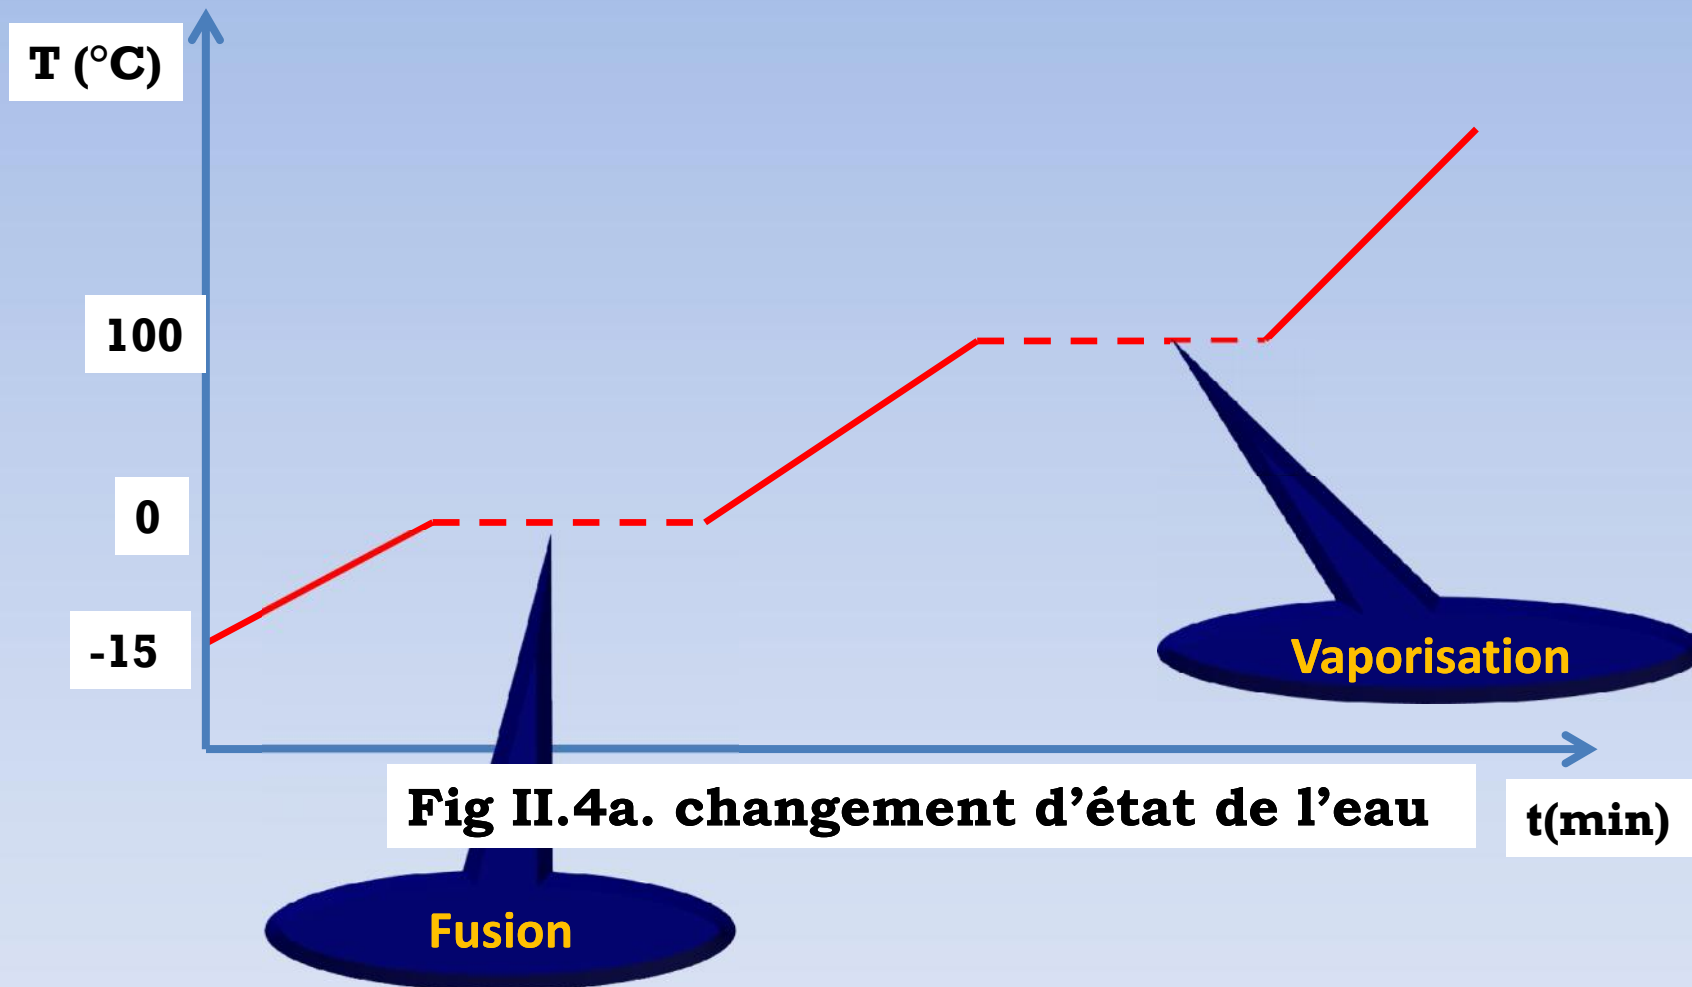 T (°C)
100
0
-15
Vaporisation
Fig II.4a. changement d’état de l’eau
t(min)
Fusion